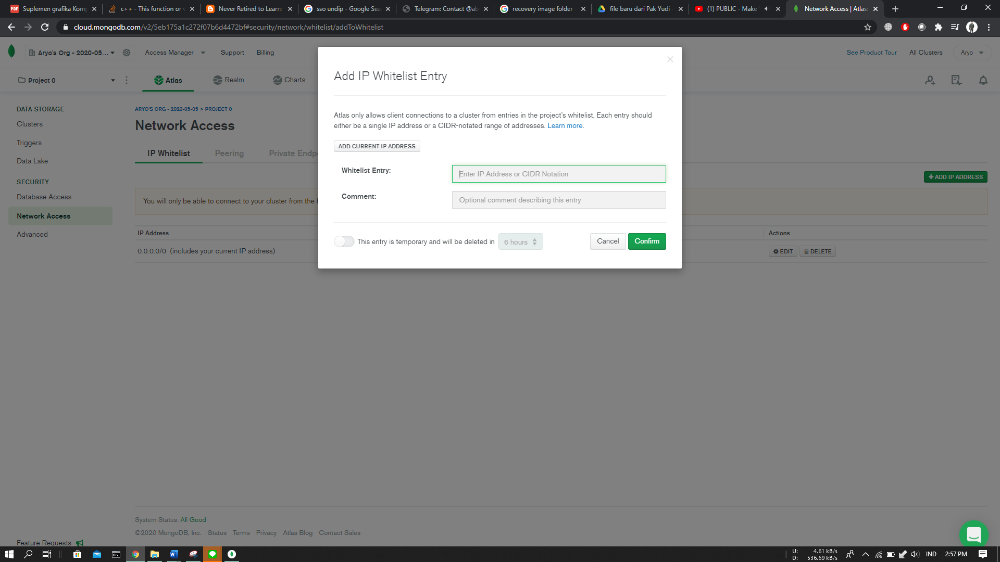 Suplemen grafika Komp
c++ - This function or v
Never Retired to Learn:
sso undip - Google Sea
Telegram: Contact @ab
recovery image folder -
file baru dari Pak Yudi -
(1) PUBLIC - Make
Network Access | Atlas:
cloud.mongodb.com/v2/5eb175a1c272f07b6d4472bf#security/network/whitelist/addToWhitelist
Aryo's Org - 2020-05...
Access Manager
Support
Billing
See Product Tour
All Clusters
Aryo
Project 0
Atlas
Realm
Charts
DATA STORAGE
Clusters
Triggers
Data Lake
SECURITY
Database Access
Network Access
Advanced
ARYO'S ORG - 2020-05-05 > PROJECT 0
Network Access
IP Whitelist
Peering
Private Endp
ADD IP ADDRESS
You will only be able to connect to your cluster from the f
IP Address
Actions
0.0.0.0/0 (includes your current IP address)
EDIT
DELETE
Add IP Whitelist Entry
Atlas only allows client connections to a cluster from entries in the project's whitelist. Each entry should
either be a single IP address or a CIDR-notated range of addresses. Learn more.
ADD CURRENT IP ADDRESS
Whitelist Entry:
Enter IP Address or CIDR Notation
Comment:
Optional comment describing this entry
This entry is temporary and will be deleted in
6 hours
Cancel
Confirm
System Status: All Good
©2020 MongoDB, Inc.
Status
Terms
Privacy
Atlas Blog
Contact Sales
Feature Requests
U: 4.61 kB/s
D: 536.69 kB/s
IND
2:57 PM